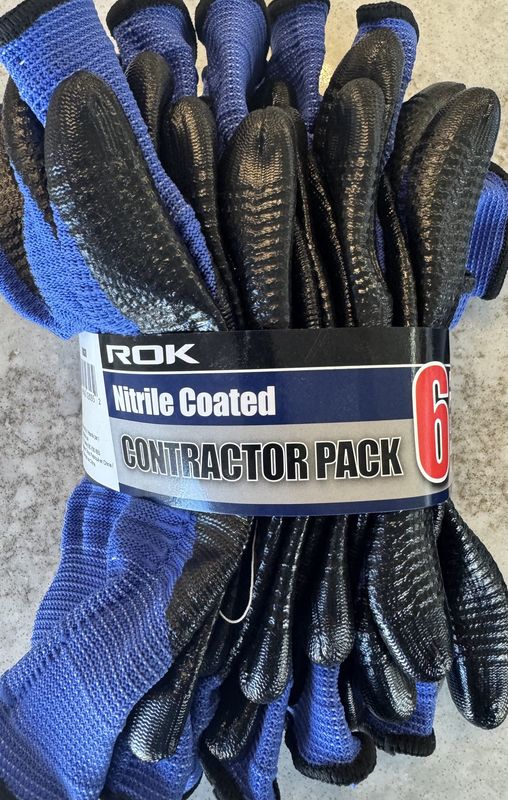 ROK
Nitrile Coated
CONTRACTOR PACK
6